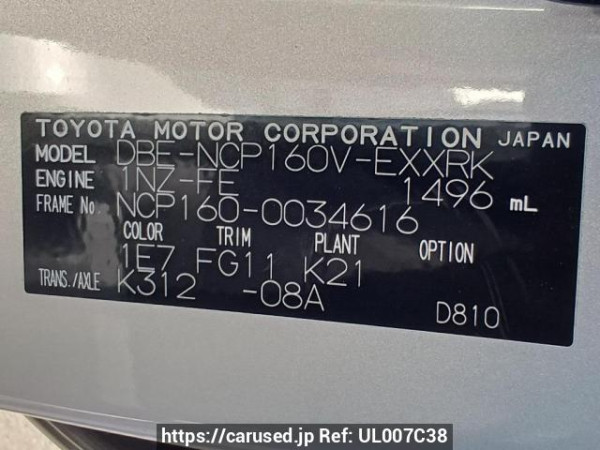 TOYOTA MOTOR CORPORATION JAPAN
MODEL DBE-NCP160V-EXXRK
ENGINE 1NZ-FE 1496 mL
FRAME No. NCP160-0034616
COLOR TRIM PLANT OPTION
1E7 FG11 K21
TRANS./AXLE K312 -08A
D810
https://carused.jp Ref: UL007C38